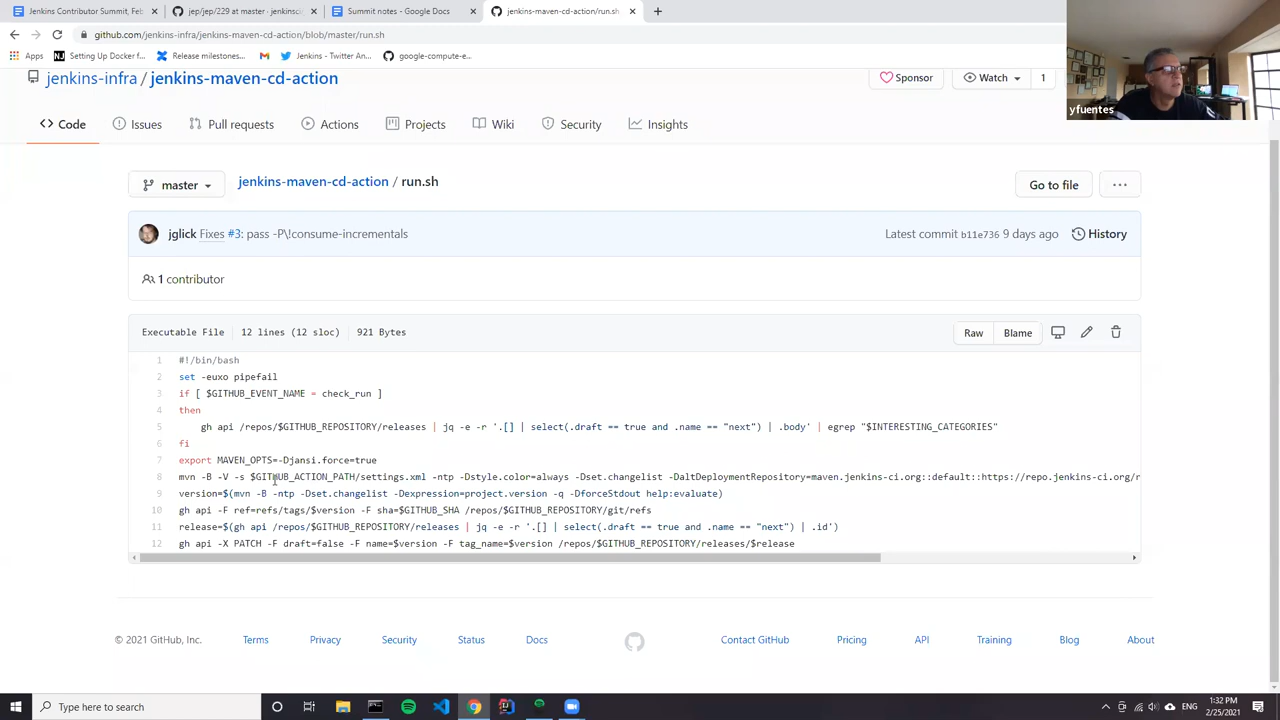 Jenkins Contributor Summit, Feb
jep/jep/229 at master · jenkinsci
Summit notes - Google Docs
jenkins-maven-cd-action/run.sh
github.com/jenkins-infra/jenkins-maven-cd-action/blob/master/run.sh
Apps
Setting Up Docker f...
Release milestones...
Jenkins - Twitter An...
google-compute-e...
yfuentes
jenkins-infra / jenkins-maven-cd-action
Sponsor
Watch
1
Code
Issues
Pull requests
Actions
Projects
Wiki
Security
Insights
master
jenkins-maven-cd-action / run.sh
Go to file
...
jglick Fixes #3: pass -P\!consume-incrementals
Latest commit b11e736 9 days ago
History
1 contributor
Executable File
12 lines (12 sloc)
921 Bytes
Raw
Blame
1 #!/bin/bash
2 set -euxo pipefail
3 if [ $GITHUB_EVENT_NAME = check_run ]
4 then
5 gh api /repos/$GITHUB_REPOSITORY/releases | jq -e -r '.[] | select(.draft == true and .name == "next") | .body' | egrep "$INTERESTING_CATEGORIES"
6 fi
7 export MAVEN_OPTS=-Djansi.force=true
8 mvn -B -V -s $GITHUB_ACTION_PATH/settings.xml -ntp -Dstyle.color=always -Dset.changelist -DaltDeploymentRepository=maven.jenkins-ci.org::default::https://repo.jenkins-ci.org/r
9 version=$(mvn -B -ntp -Dset.changelist -Dexpression=project.version -q -DforceStdout help:evaluate)
10 gh api -F ref=refs/tags/$version -F sha=$GITHUB_SHA /repos/$GITHUB_REPOSITORY/git/refs
11 release=$(gh api /repos/$GITHUB_REPOSITORY/releases | jq -e -r '.[] | select(.draft == true and .name == "next") | .id')
12 gh api -X PATCH -F draft=false -F name=$version -F tag_name=$version /repos/$GITHUB_REPOSITORY/releases/$release
© 2021 GitHub, Inc.
Terms
Privacy
Security
Status
Docs
Contact GitHub
Pricing
API
Training
Blog
About
Type here to search
ENG
1:32 PM
2/25/2021